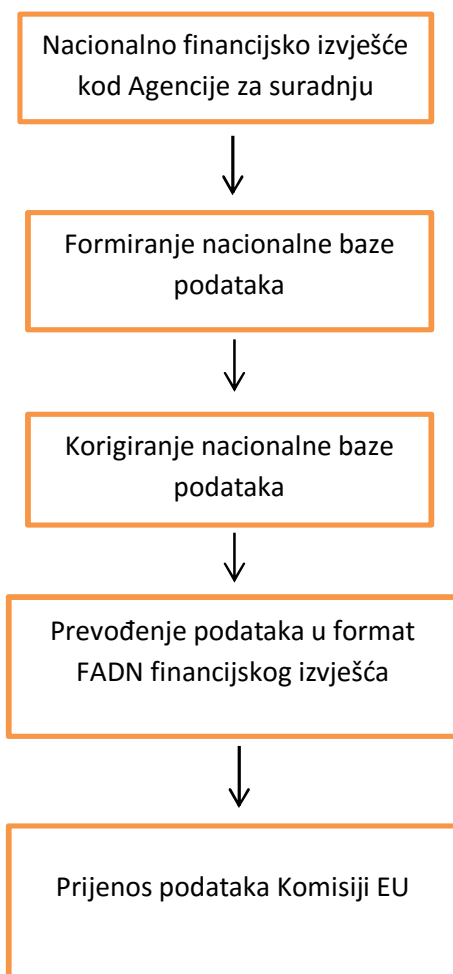 Nacionalno financijsko izvješće
kod Agencije za suradnju
Formiranje nacionalne baze
podataka
Korigiranje nacionalne baze
podataka
Prevođenje podataka u format
FADN financijskog izvješća
Prijenos podataka Komisiji EU